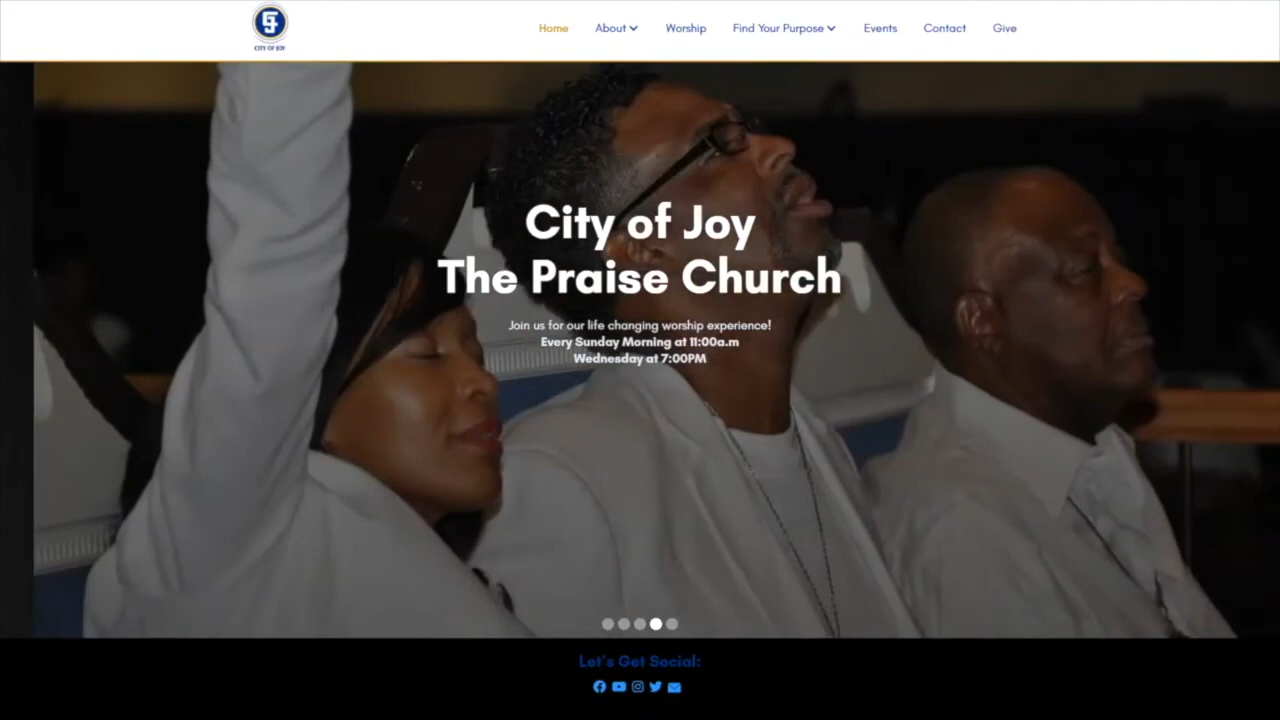 CITY OF JOY
Home
About
Worship
Find Your Purpose
Events
Contact
Give
City of Joy
The Praise Church
Join us for our life changing worship experience!
Every Sunday Morning at 11:00a.m
Wednesday at 7:00PM
Let's Get Social: